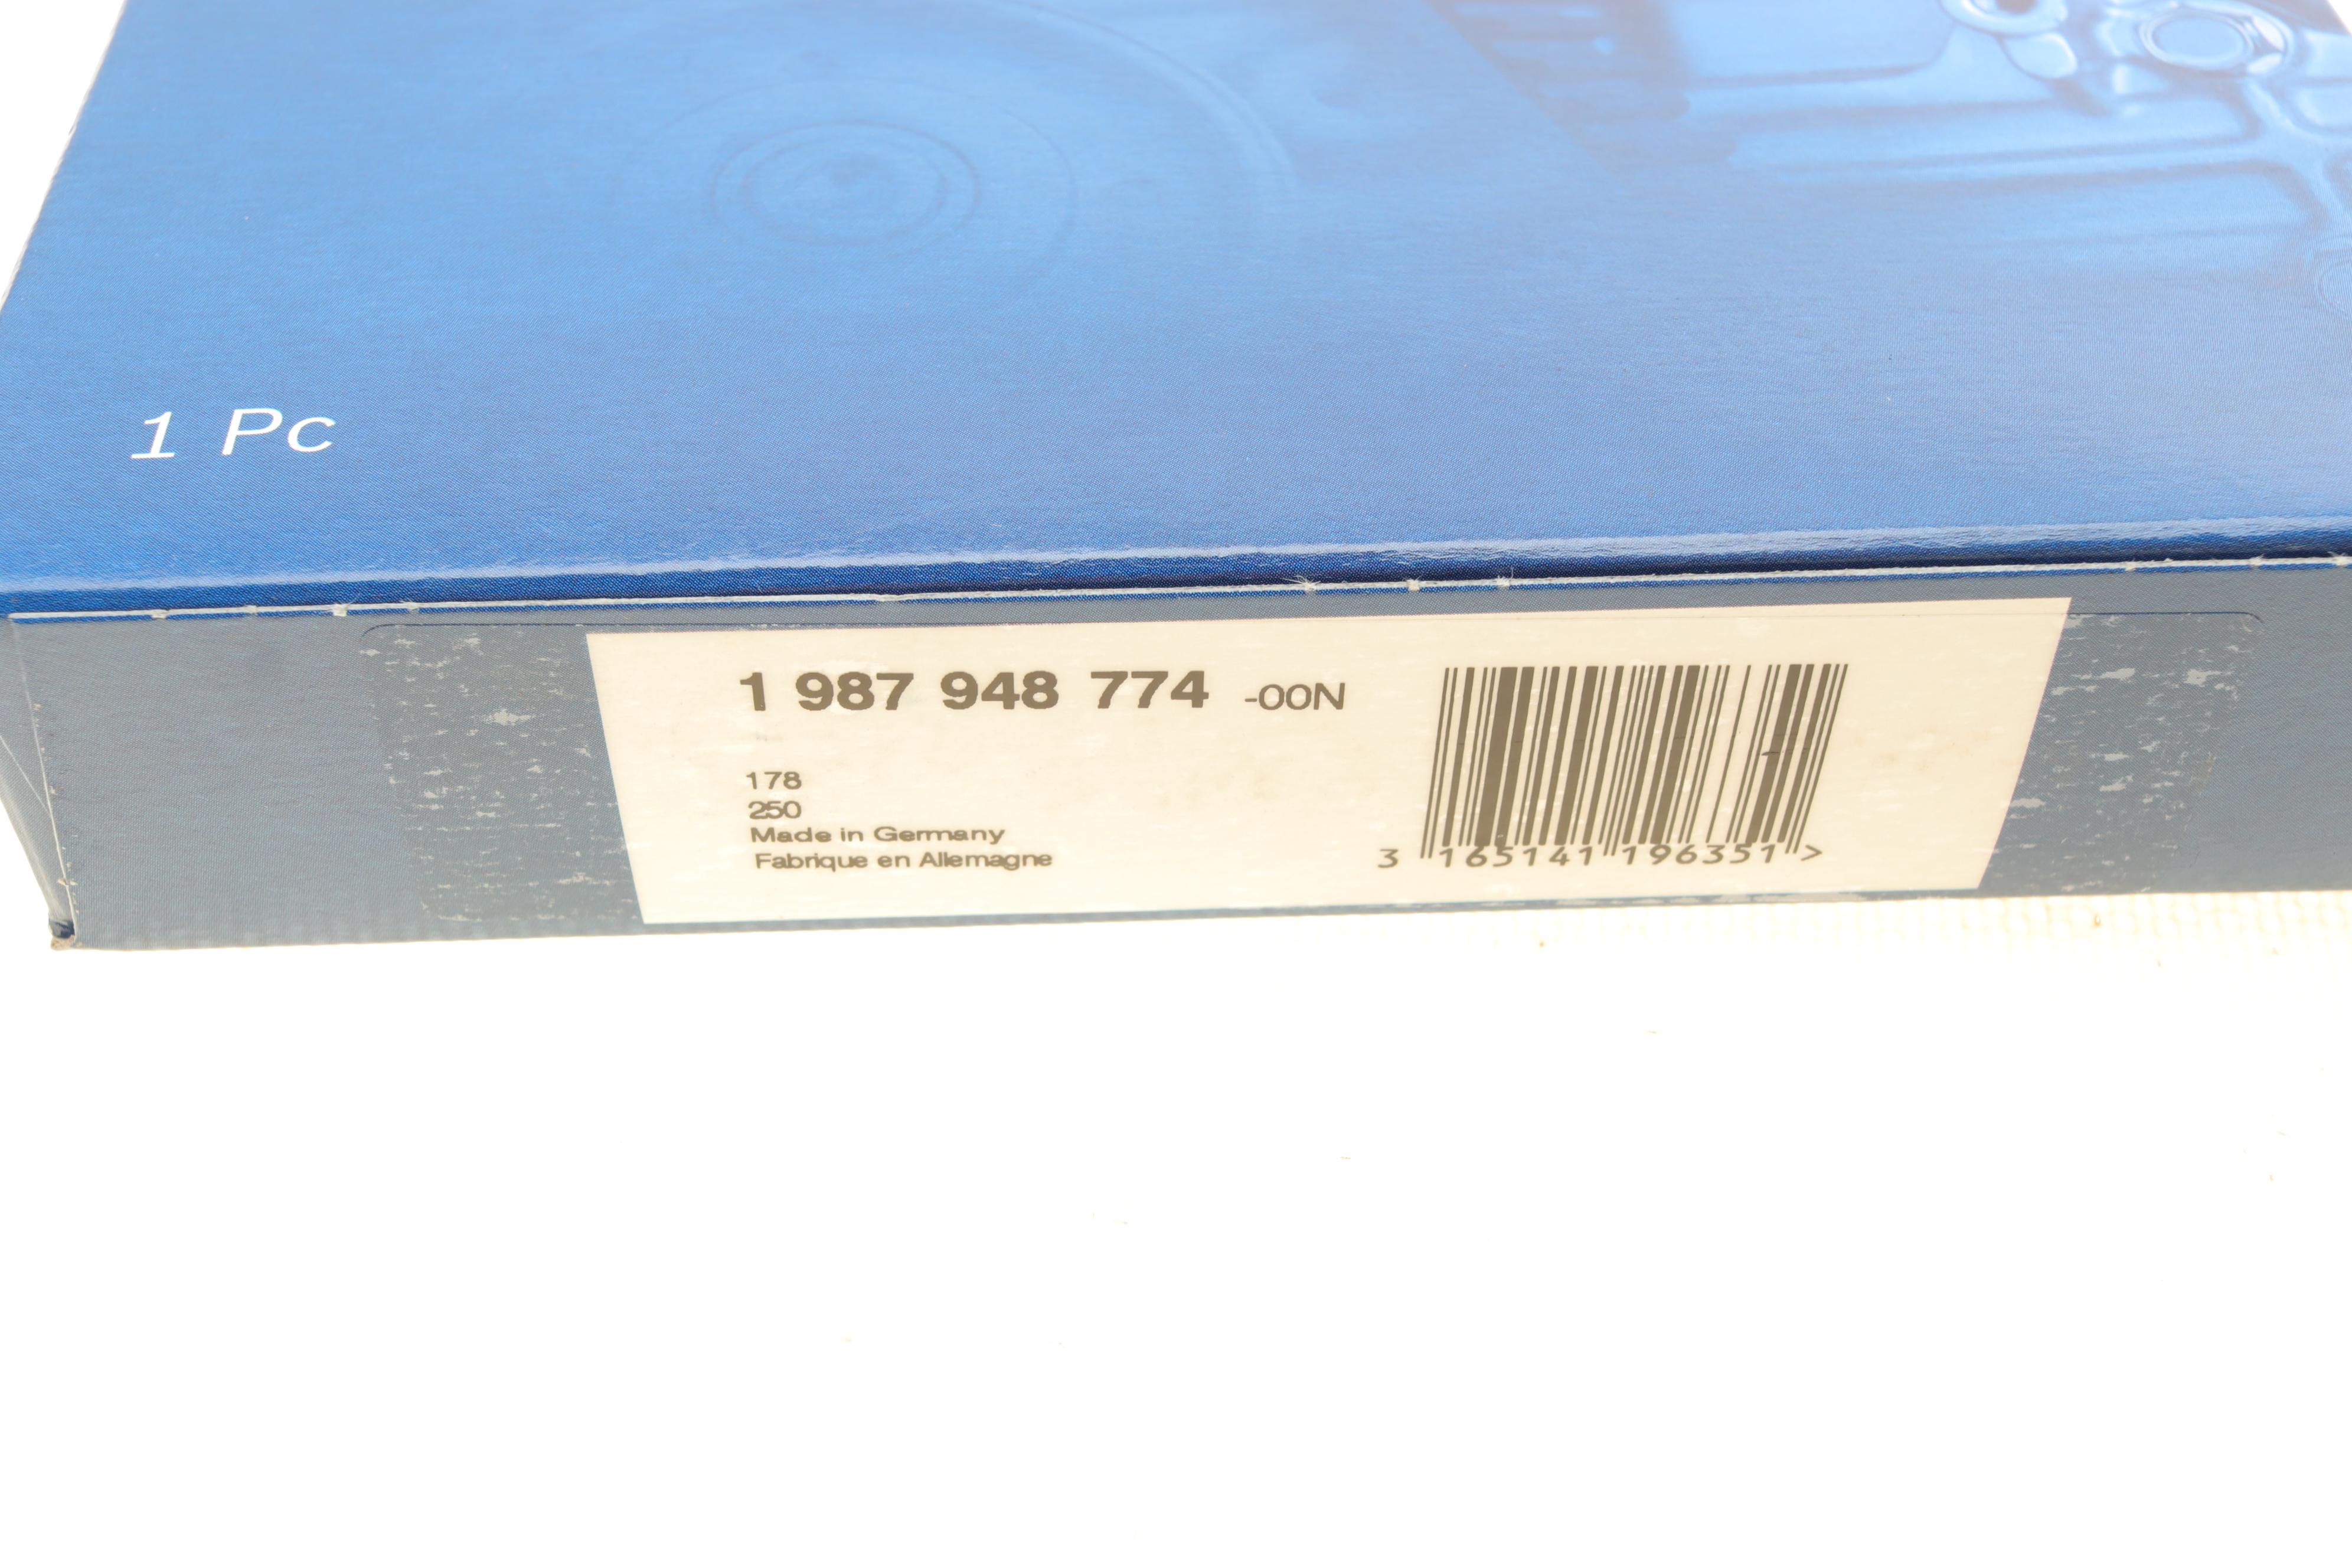 1 Pc
1 987 948 774 -00N
178
250
Made in Germany
Fabrique en Allemagne
3 165141 196351 >